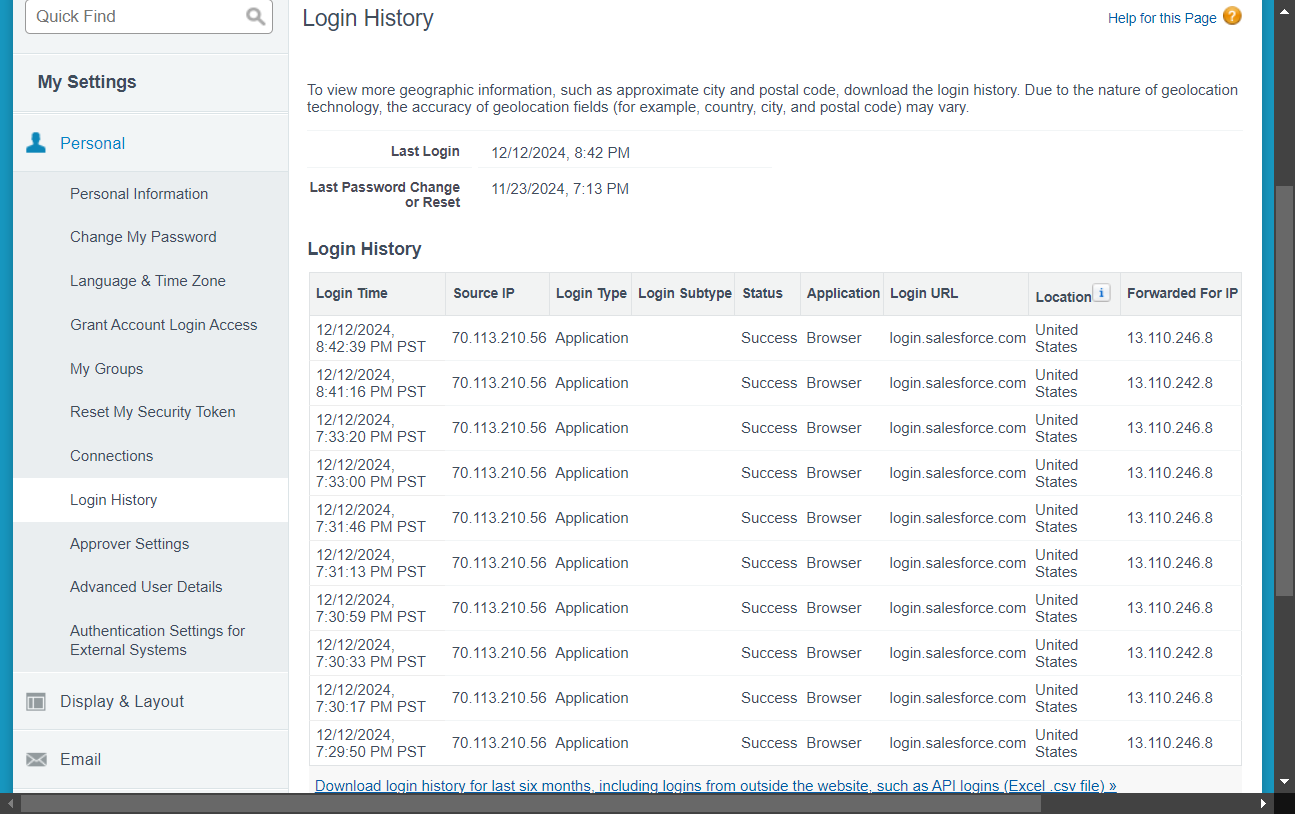 Quick Find
Login History
Help for this Page
My Settings
To view more geographic information, such as approximate city and postal code, download the login history. Due to the nature of geolocation
technology, the accuracy of geolocation fields (for example, country, city, and postal code) may vary.
Personal
Last Login 12/12/2024, 8:42 PM
Last Password Change
or Reset 11/23/2024, 7:13 PM
Personal Information
Change My Password
Language & Time Zone
Grant Account Login Access
My Groups
Reset My Security Token
Connections
Login History
Approver Settings
Advanced User Details
Authentication Settings for
External Systems
Display & Layout
Email
Login History
Login Time Source IP Login Type Login Subtype Status Application Login URL Location i Forwarded For IP
12/12/2024,
8:42:39 PM PST 70.113.210.56 Application Success Browser login.salesforce.com United
States 13.110.246.8
12/12/2024,
8:41:16 PM PST 70.113.210.56 Application Success Browser login.salesforce.com United
States 13.110.242.8
12/12/2024,
7:33:20 PM PST 70.113.210.56 Application Success Browser login.salesforce.com United
States 13.110.246.8
12/12/2024,
7:33:00 PM PST 70.113.210.56 Application Success Browser login.salesforce.com United
States 13.110.246.8
12/12/2024,
7:31:46 PM PST 70.113.210.56 Application Success Browser login.salesforce.com United
States 13.110.246.8
12/12/2024,
7:31:13 PM PST 70.113.210.56 Application Success Browser login.salesforce.com United
States 13.110.246.8
12/12/2024,
7:30:59 PM PST 70.113.210.56 Application Success Browser login.salesforce.com United
States 13.110.246.8
12/12/2024,
7:30:33 PM PST 70.113.210.56 Application Success Browser login.salesforce.com United
States 13.110.242.8
12/12/2024,
7:30:17 PM PST 70.113.210.56 Application Success Browser login.salesforce.com United
States 13.110.246.8
12/12/2024,
7:29:50 PM PST 70.113.210.56 Application Success Browser login.salesforce.com United
States 13.110.246.8
Download login history for last six months, including logins from outside the website, such as API logins (Excel .csv file) »